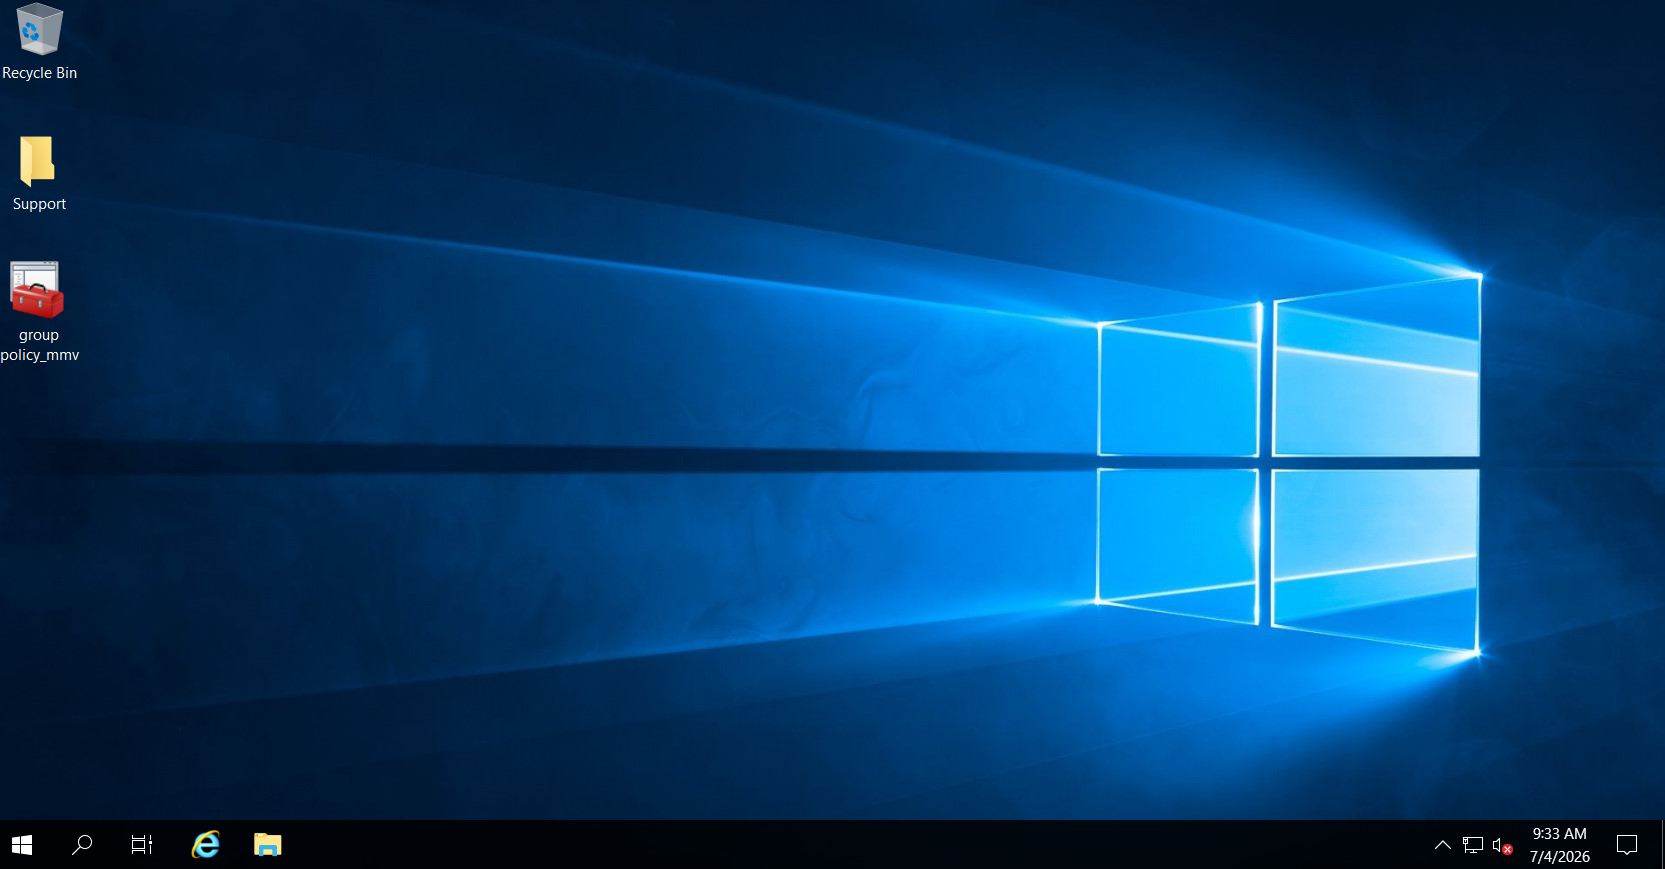 Recycle Bin
Support
group
policy_mmv
9:33 AM
7/4/2026